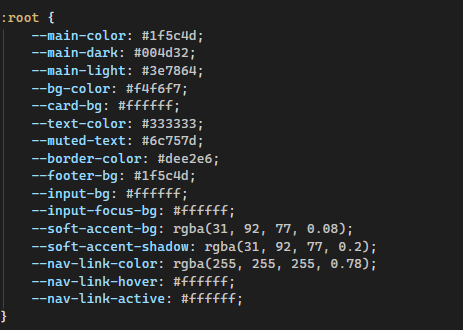 :root {
    --main-color: #1f5c4d;
    --main-dark: #004d32;
    --main-light: #3e7864;
    --bg-color: #f4f6f7;
    --card-bg: #ffffff;
    --text-color: #333333;
    --muted-text: #6c757d;
    --border-color: #dee2e6;
    --footer-bg: #1f5c4d;
    --input-bg: #ffffff;
    --input-focus-bg: #ffffff;
    --soft-accent-bg: rgba(31, 92, 77, 0.08);
    --soft-accent-shadow: rgba(31, 92, 77, 0.2);
    --nav-link-color: rgba(255, 255, 255, 0.78);
    --nav-link-hover: #ffffff;
    --nav-link-active: #ffffff;
}